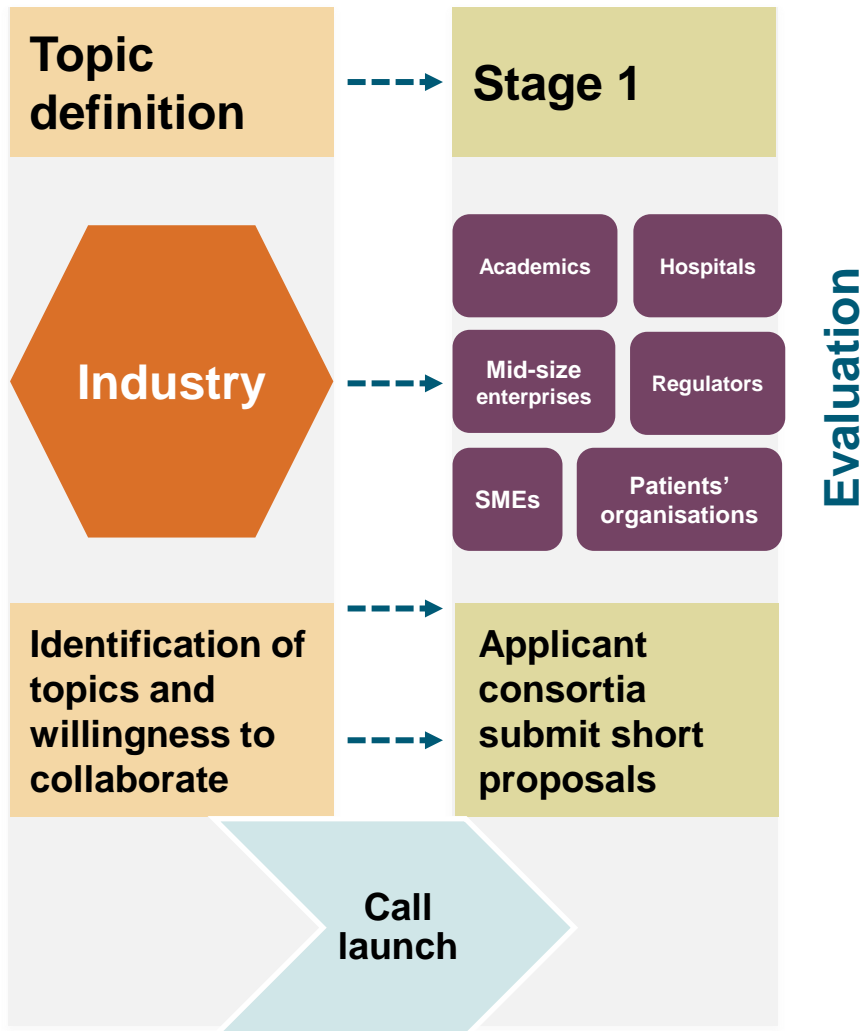 Topic
definition
Stage 1
Industry
Academics
Hospitals
Mid-size
enterprises
Regulators
SMEs
Patients’
organisations
Evaluation
Identification of
topics and
willingness to
collaborate
Applicant
consortia
submit short
proposals
Call
launch